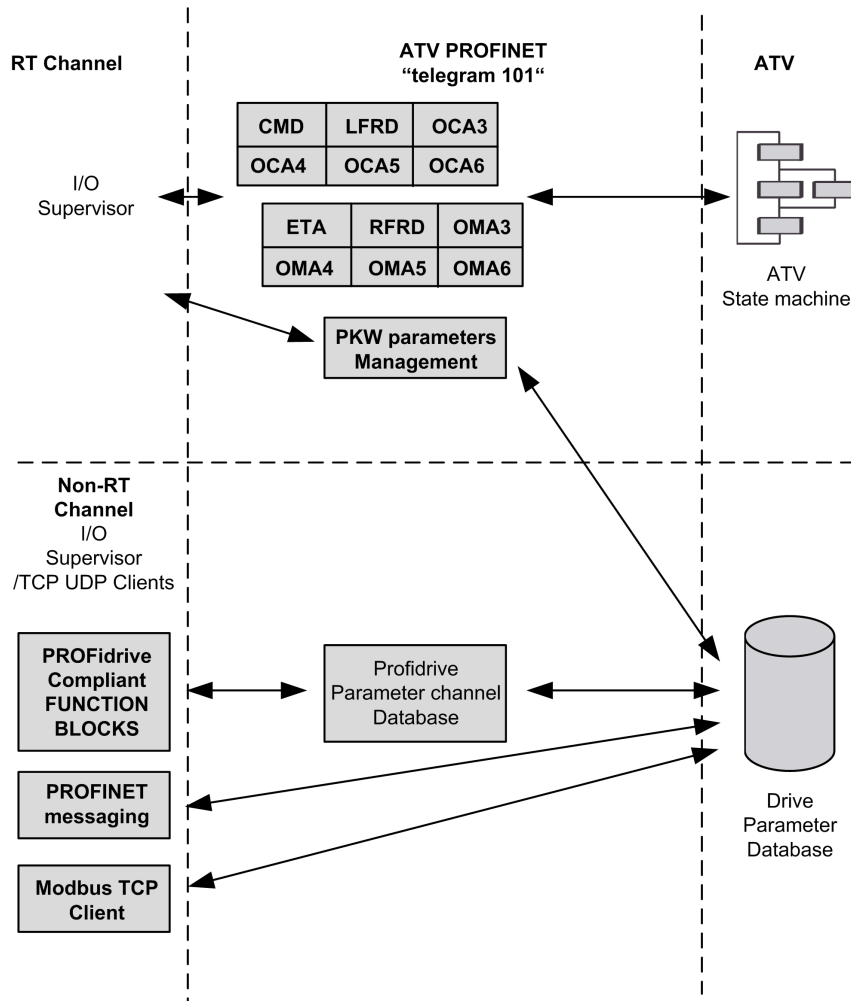 RT Channel
ATV PROFINET
“telegram 101“
ATV
CMD LFRD OCA3
OCA4 OCA5 OCA6
I/O
Supervisor
ETA RFRD OMA3
OMA4 OMA5 OMA6
ATV
State machine
PKW parameters
Management
Non-RT
Channel
I/O
Supervisor
/TCP UDP Clients
PROFidrive
Compliant
FUNCTION
BLOCKS
Profidrive
Parameter channel
Database
PROFINET
messaging
Drive
Parameter
Database
Modbus TCP
Client